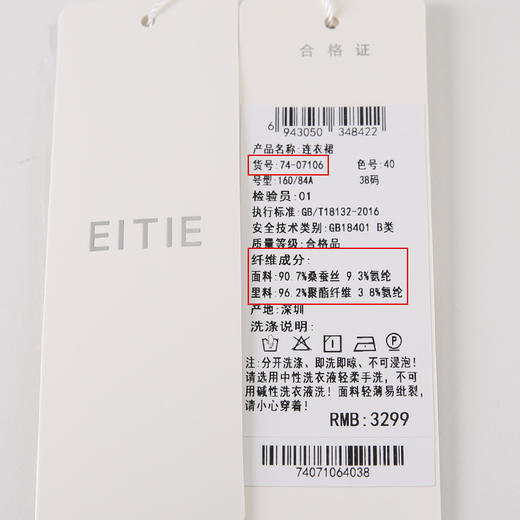 EITIE
合格证
6 943050 348422
产品名称:连衣裙
货号:74-07106 色号:40
号型:160/84A 38码
检验员:01
执行标准:GB/T18132-2016
安全技术类别:GB18401 B类
质量等级:合格品
纤维成分:
面料:90.7%桑蚕丝 9.3%氨纶
里料:96.2%聚酯纤维 3.8%氨纶
产地:深圳
洗涤说明:
注:分开洗涤、即洗即晾、不可浸泡!
请选用中性洗衣液轻柔手洗,不可
用碱性洗衣液洗!面料轻薄易纰裂,
请小心穿着!
RMB:3299
74071064038